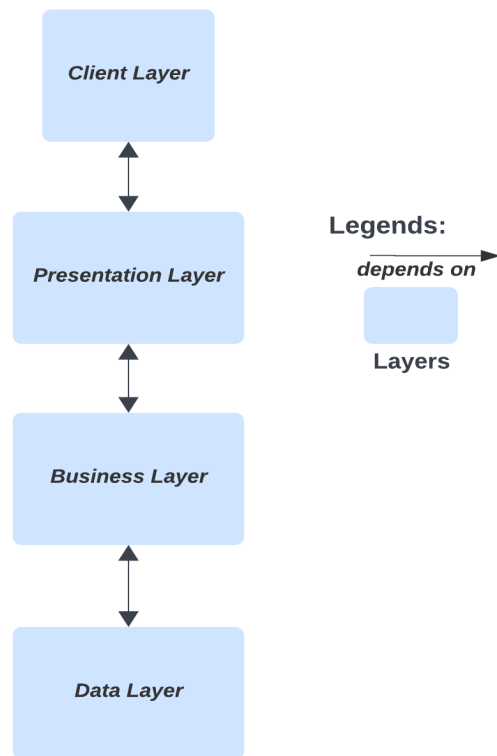 Client Layer
Presentation Layer
Legends:
depends on
Layers
Business Layer
Data Layer